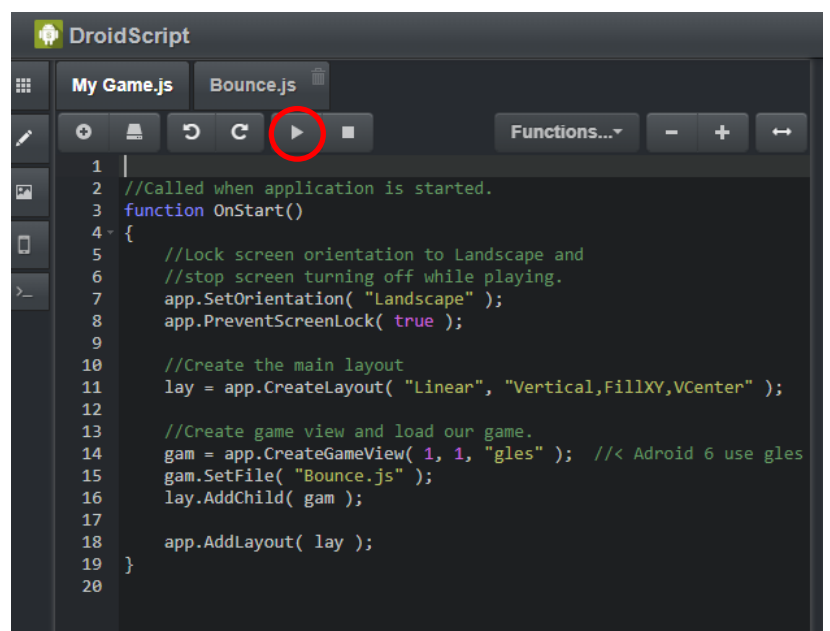 DroidScript
My Game.js Bounce.js
Functions...
1
2 //Called when application is started.
3 function OnStart()
4 {
5 //Lock screen orientation to Landscape and
6 //stop screen turning off while playing.
7 app.SetOrientation( "Landscape" );
8 app.PreventScreenLock( true );
9
10 //Create the main layout
11 lay = app.CreateLayout( "Linear", "Vertical,FillXY,VCenter" );
12
13 //Create game view and load our game.
14 gam = app.CreateGameView( 1, 1, "gles" ); //< Adroid 6 use gles
15 gam.SetFile( "Bounce.js" );
16 lay.AddChild( gam );
17
18 app.AddLayout( lay );
19 }
20